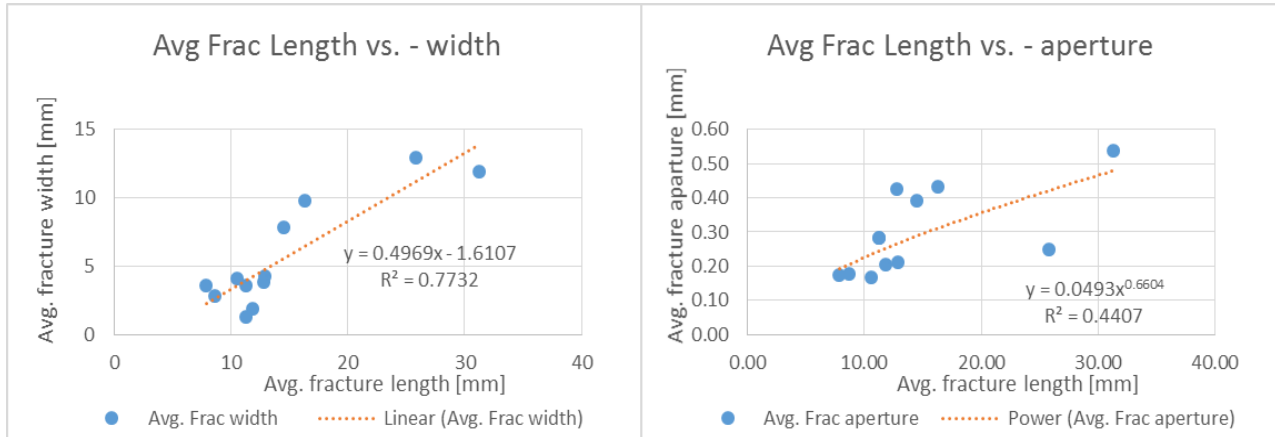 Avg Frac Length vs. - width
Avg. fracture width [mm]
15
10
5
0
y = 0.4969x - 1.6107
R² = 0.7732
0 10 20 30 40
Avg. fracture length [mm]
Avg. Frac width Linear (Avg. Frac width)
Avg Frac Length vs. - aperture
Avg. fracture aparture [mm]
0.60
0.50
0.40
0.30
0.20
0.10
0.00
y = 0.0493x^0.6604
R² = 0.4407
0.00 10.00 20.00 30.00 40.00
Avg. fracture length [mm]
Avg. Frac aperture Power (Avg. Frac aperture)